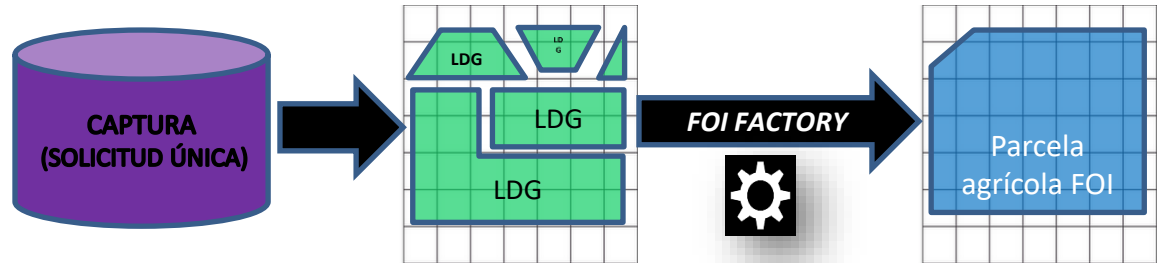 CAPTURA
(SOLICITUD ÚNICA)
LDG
LD
G
LDG
LDG
FOI FACTORY
Parcela
agrícola FOI